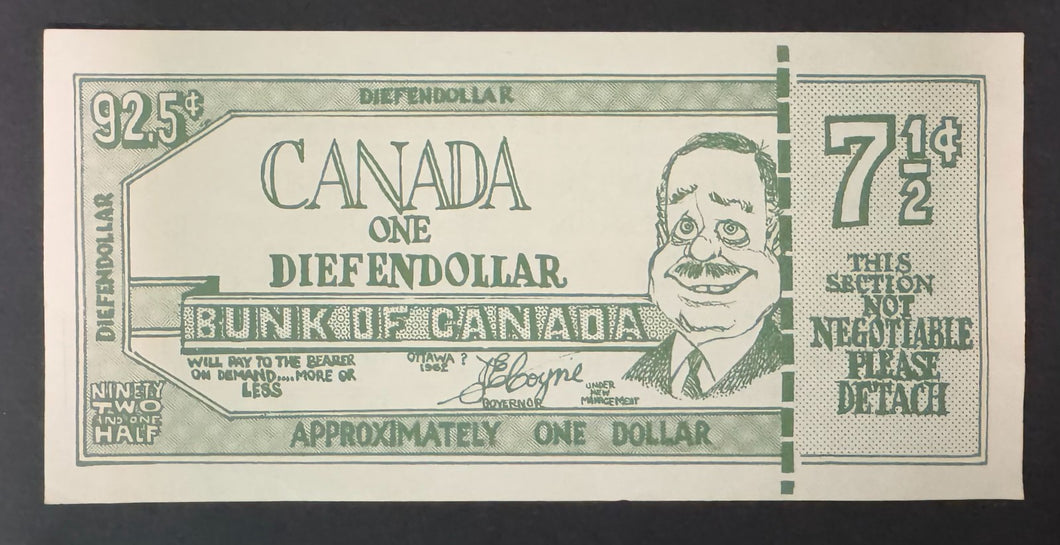 92.5¢
DIEFENDOLLAR
DIEFENDOLLAR
CANADA
ONE
DIEFENDOLLAR
BUNK OF CANADA
WILL PAY TO THE BEARER
ON DEMAND....MORE OR
LESS
OTTAWA ?
1962
JECoyne
GOVERNOR
UNDER
NEW
MANAGEMENT
NINETY
TWO
AND ONE
HALF
APPROXIMATELY ONE DOLLAR
7 1/2 ¢
THIS
SECTION
NOT
NEGOTIABLE
PLEASE
DETACH